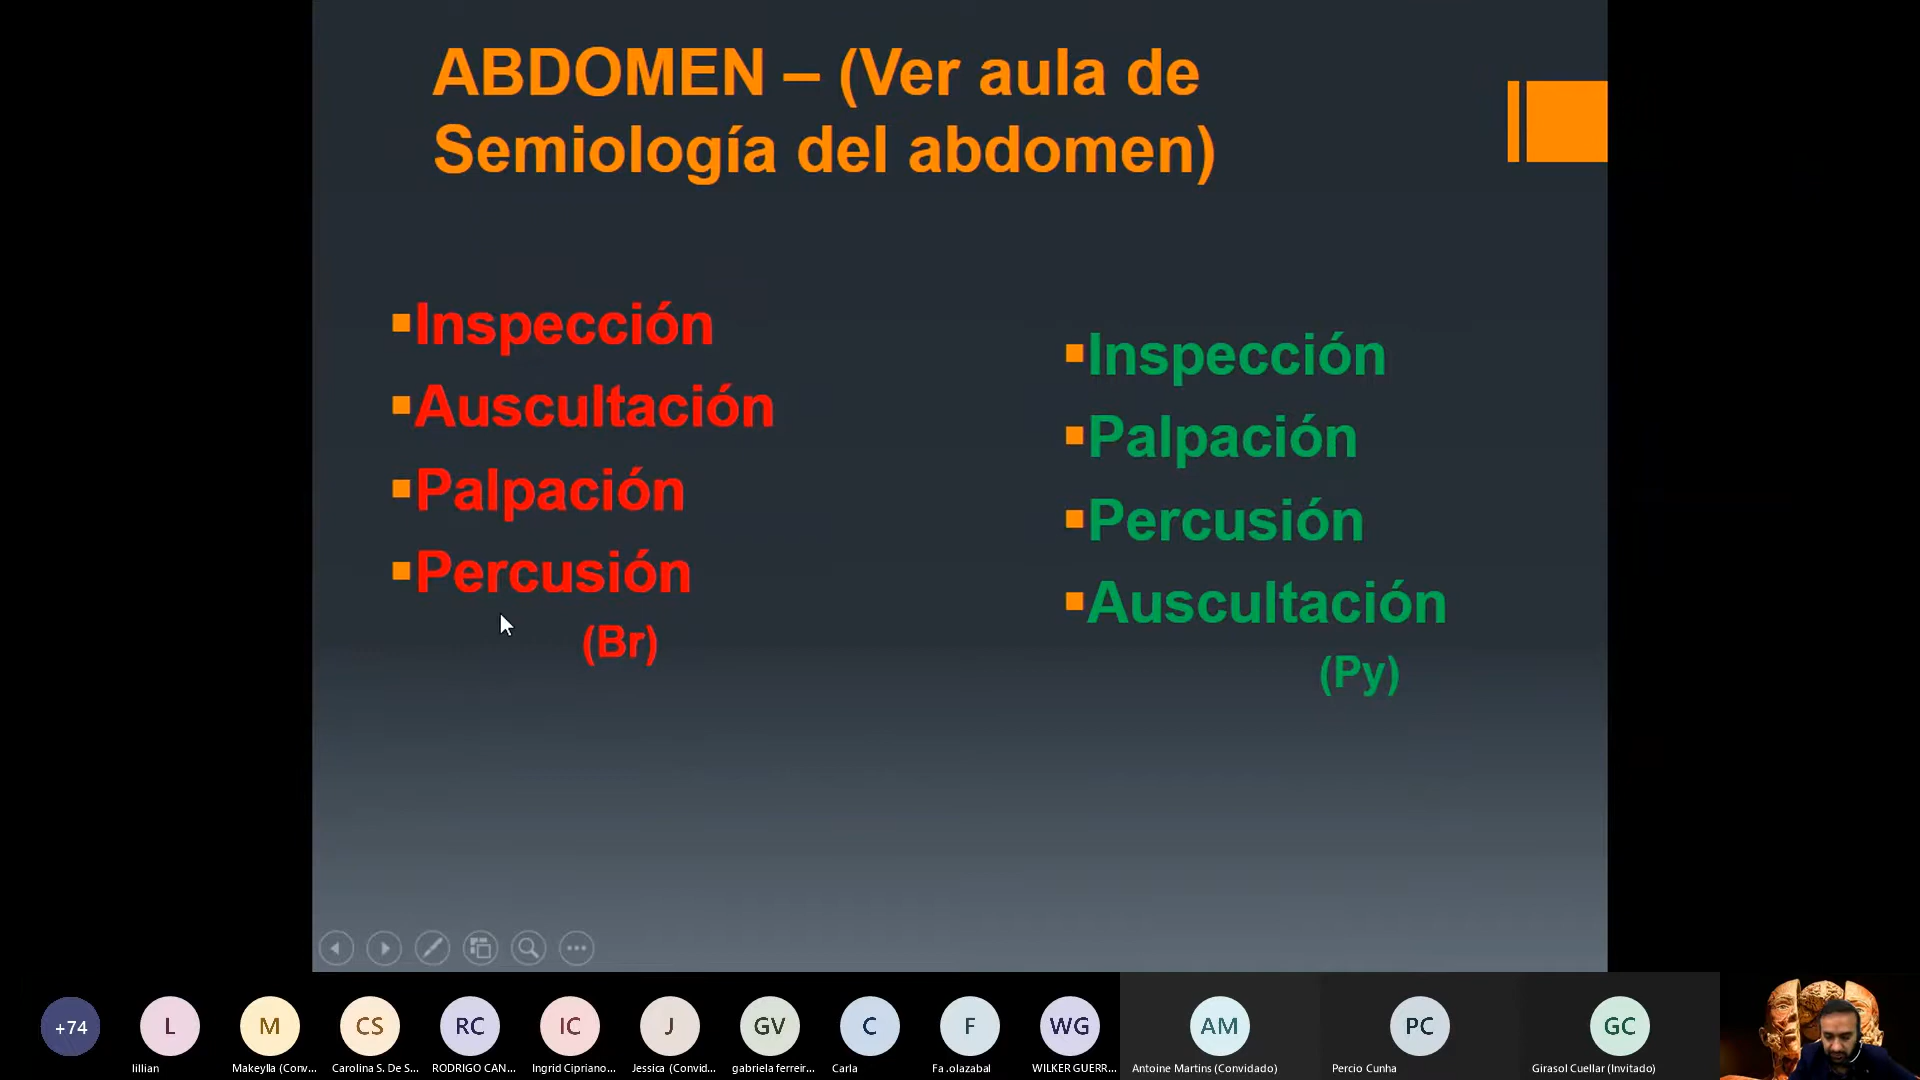 ABDOMEN – (Ver aula de
Semiología del abdomen)
Inspección
Auscultación
Palpación
Percusión
(Br)
Inspección
Palpación
Percusión
Auscultación
(Py)
+74
L
M
CS
RC
IC
J
GV
C
F
WG
AM
PC
GC
lillian
Makeylla (Conv...
Carolina S. De S...
RODRIGO CAN...
Ingrid Cipriano...
Jessica (Convid...
gabriela ferreir...
Carla
Fa .olazabal
WILKER GUERR...
Antoine Martins (Convidado)
Percio Cunha
Girasol Cuellar (Invitado)